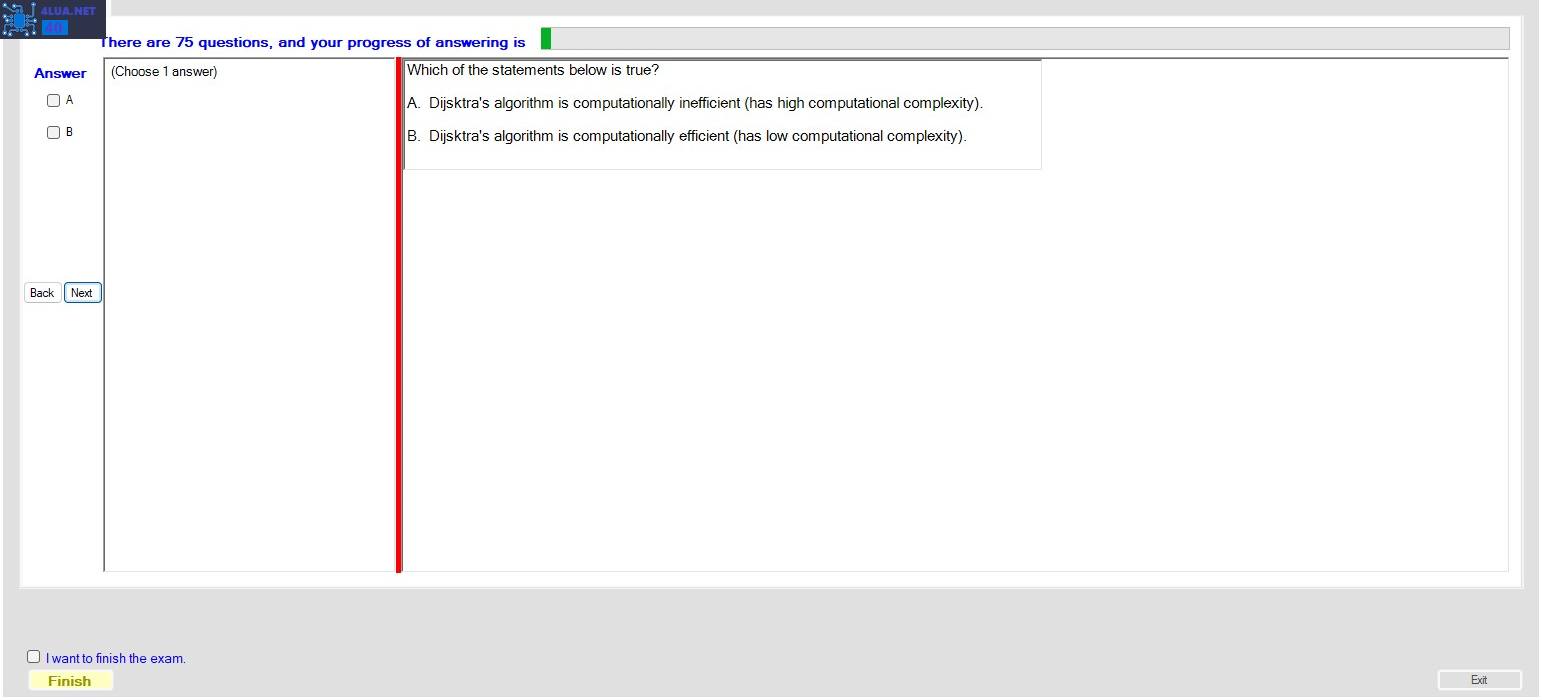 4LUA.NET
40
There are 75 questions, and your progress of answering is
Answer
(Choose 1 answer)
A
B
Which of the statements below is true?
A. Dijsktra's algorithm is computationally inefficient (has high computational complexity).
B. Dijsktra's algorithm is computationally efficient (has low computational complexity).
Back Next
I want to finish the exam.
Finish
Exit